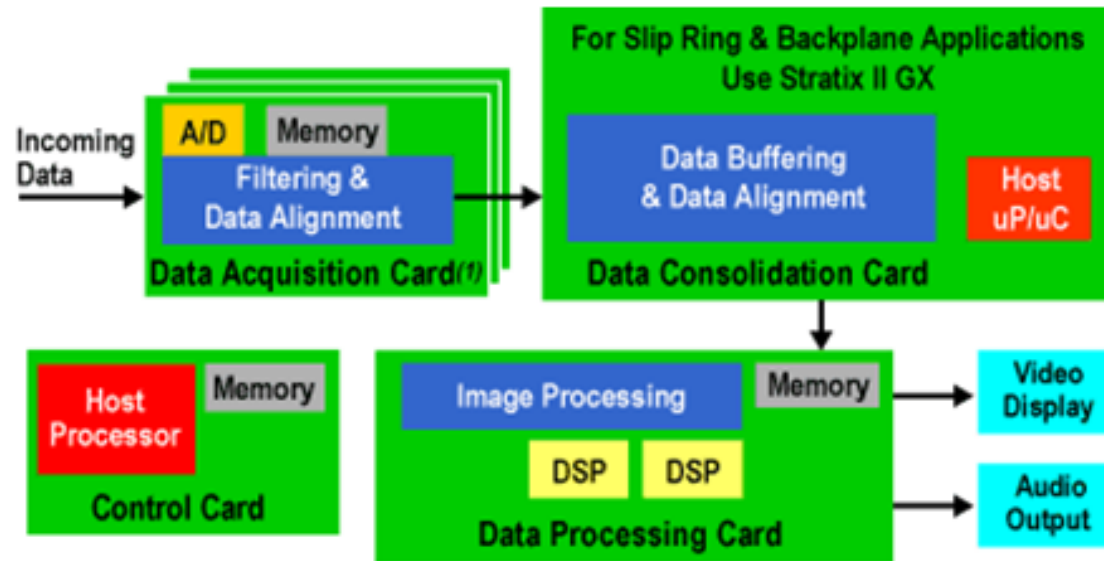 For Slip Ring & Backplane Applications
Use Stratix II GX
Incoming
Data
A/D
Memory
Filtering &
Data Alignment
Data Acquisition Card(1)
Data Buffering
& Data Alignment
Host
uP/uC
Data Consolidation Card
Host
Processor
Memory
Control Card
Image Processing
Memory
DSP
DSP
Data Processing Card
Video
Display
Audio
Output